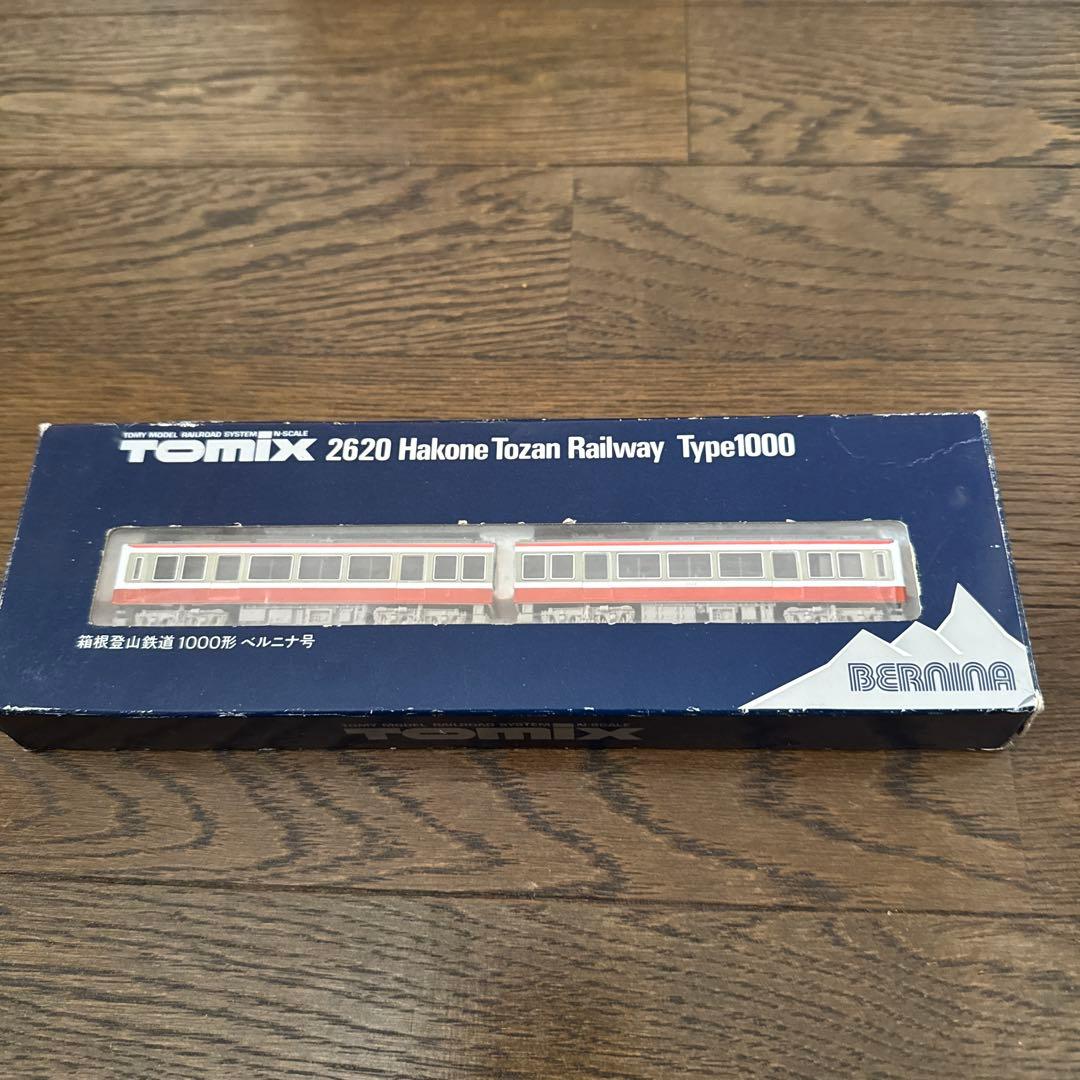 TOMY MODEL RAILROAD SYSTEM N-SCALE
TOMIX 2620 Hakone Tozan Railway Type1000
箱根登山鉄道1000形 ベルニナ号
BERNINA
TOMY MODEL RAILROAD SYSTEM N-SCALE
TOMIX